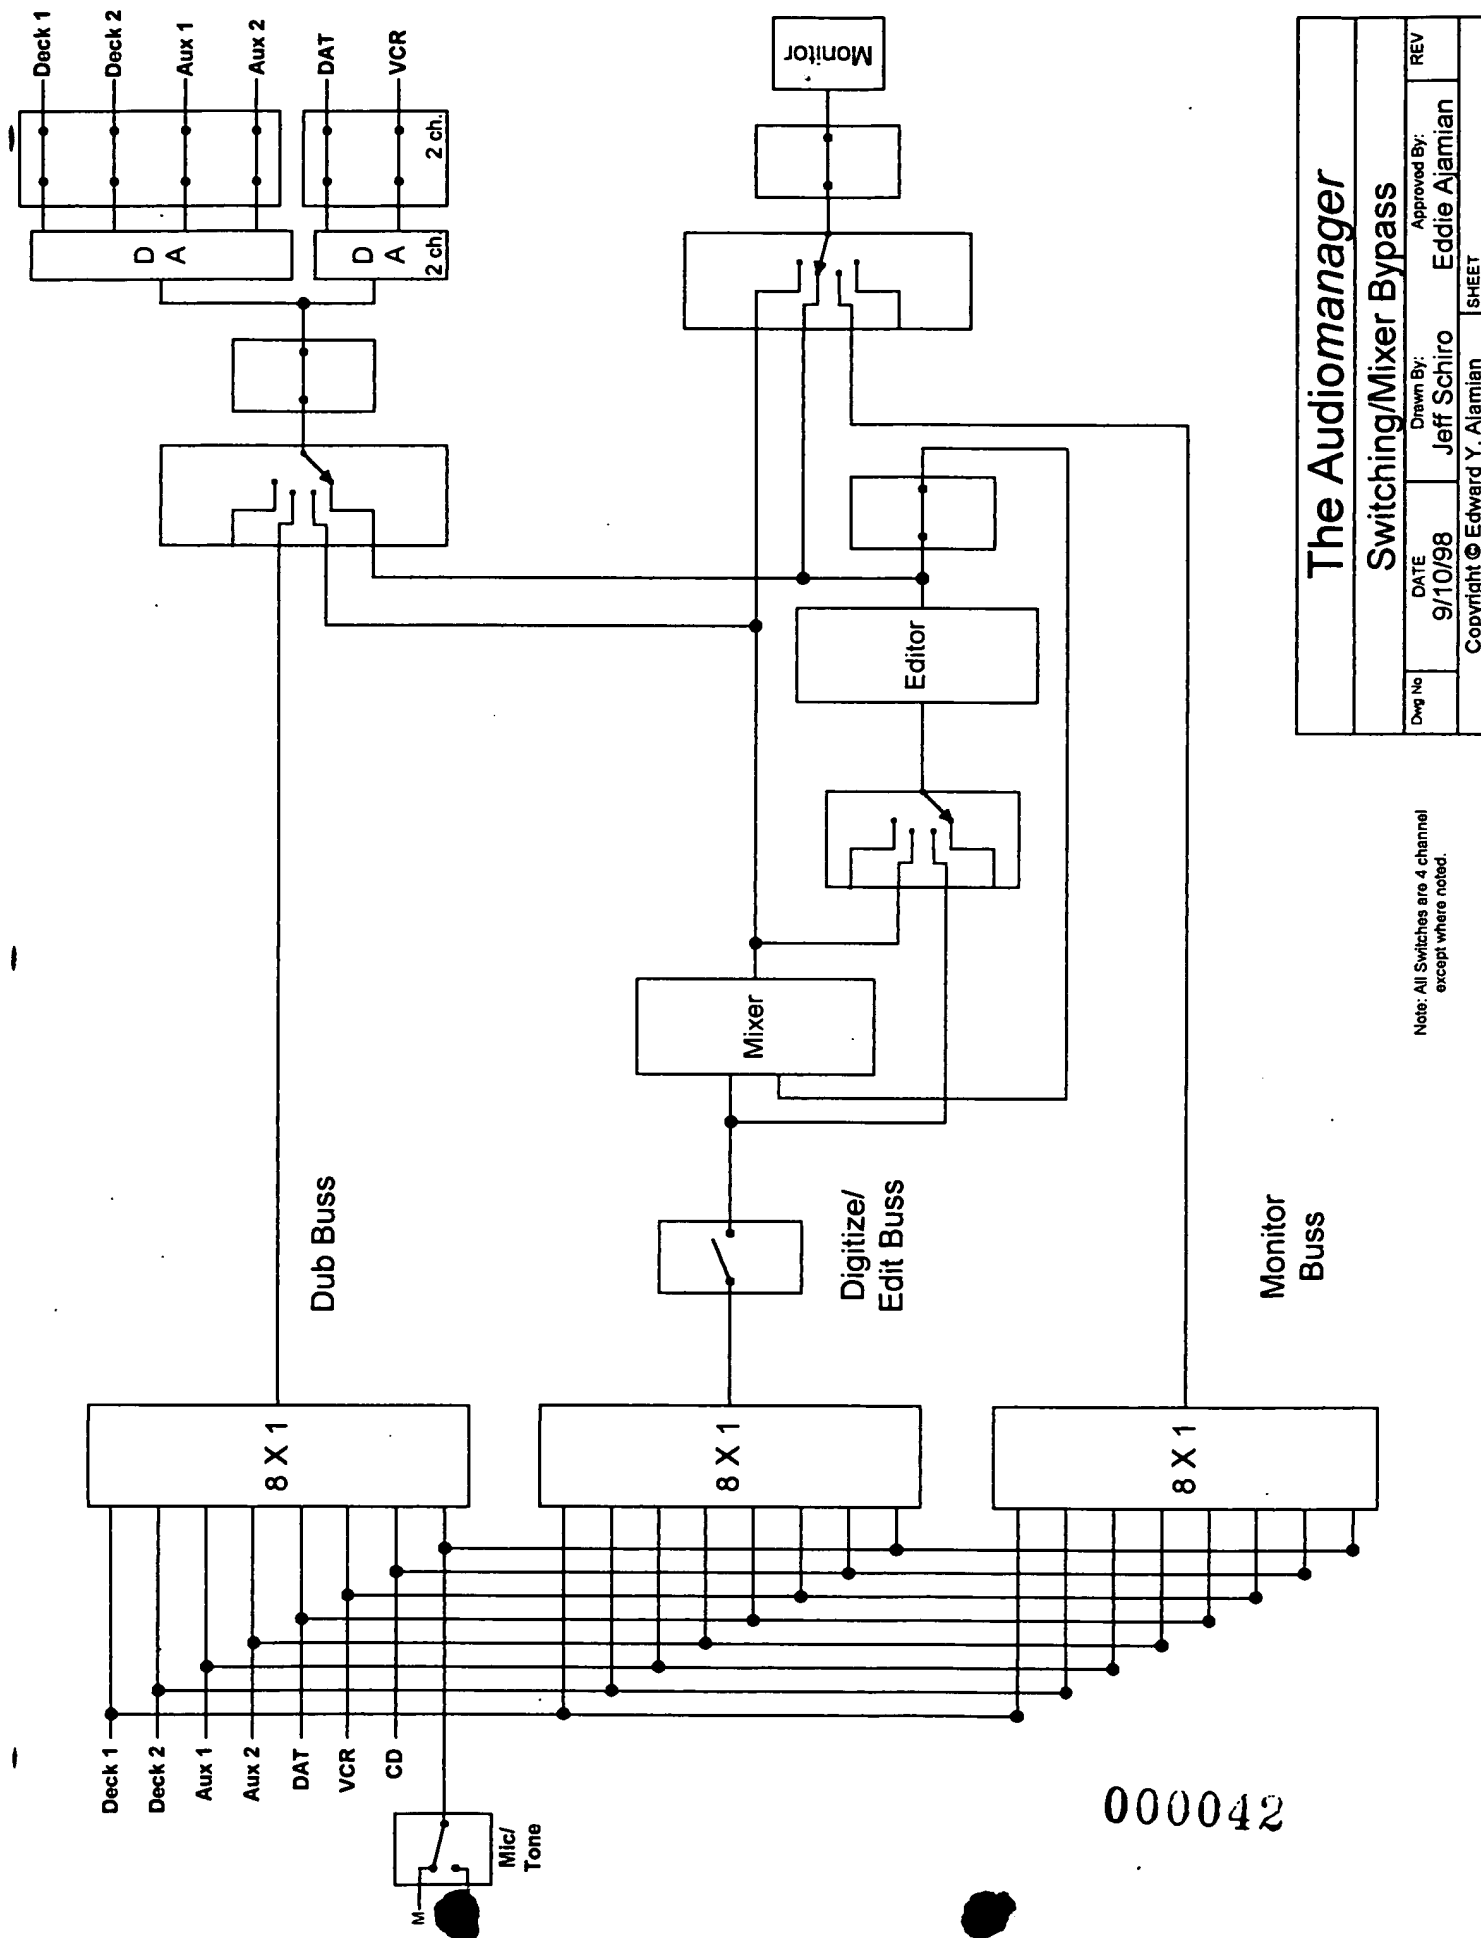 Deck 1
Deck 2
Aux 1
Aux 2
DAT
VCR
CD
M
Mic/
Tone
8 X 1
8 X 1
8 X 1
Dub Buss
Digitize/
Edit Buss
Monitor
Buss
Mixer
Editor
D
A
D
A
2 ch.
2 ch.
Deck 1
Deck 2
Aux 1
Aux 2
DAT
VCR
Monitor
Note: All Switches are 4 channel
except where noted.
The Audiomanager
Switching/Mixer Bypass
Dwg No
DATE
9/10/98
Drawn By:
Jeff Schiro
Approved By:
Eddie Ajamian
REV
Copyright © Edward Y. Ajamian
SHEET
000042